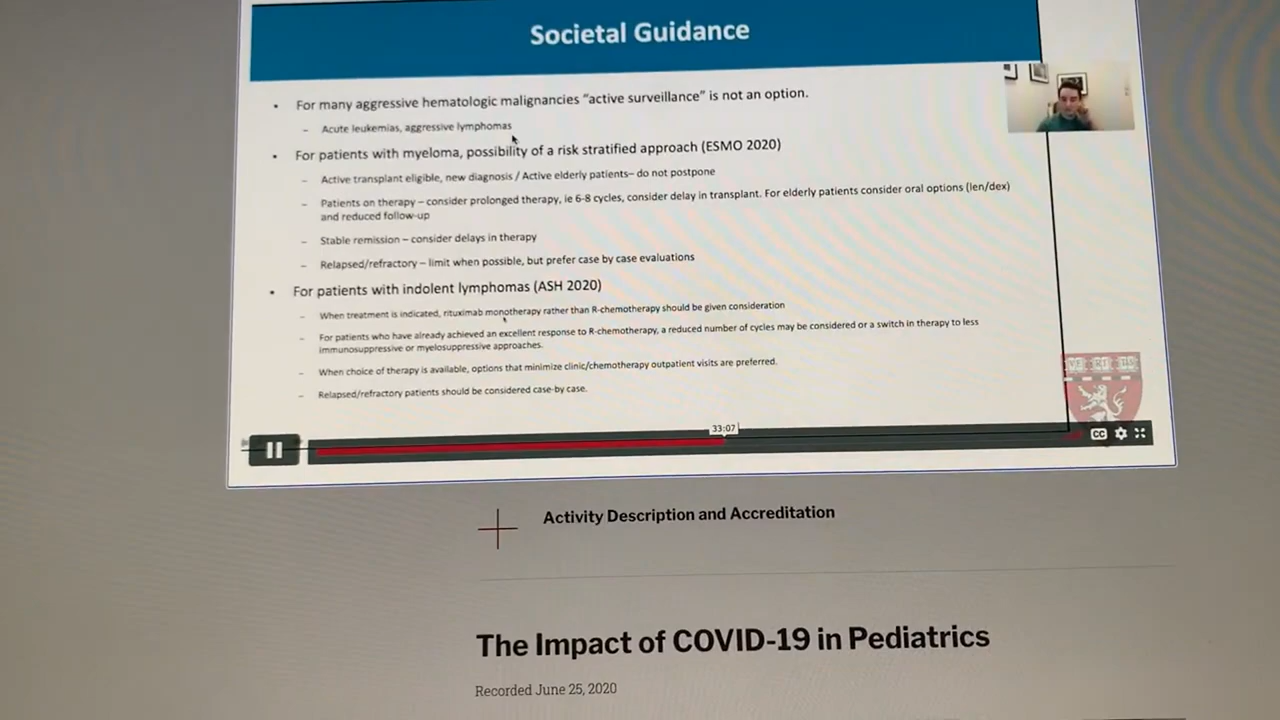 Societal Guidance
• For many aggressive hematologic malignancies “active surveillance” is not an option.
– Acute leukemias, aggressive lymphomas
• For patients with myeloma, possibility of a risk stratified approach (ESMO 2020)
– Active transplant eligible, new diagnosis / Active elderly patients– do not postpone
– Patients on therapy – consider prolonged therapy, ie 6-8 cycles, consider delay in transplant. For elderly patients consider oral options (len/dex)
and reduced follow-up
– Stable remission – consider delays in therapy
– Relapsed/refractory – limit when possible, but prefer case by case evaluations
• For patients with indolent lymphomas (ASH 2020)
– When treatment is indicated, rituximab monotherapy rather than R-chemotherapy should be given consideration
– For patients who have already achieved an excellent response to R-chemotherapy, a reduced number of cycles may be considered or a switch in therapy to less
immunosuppressive or myelosuppressive approaches.
– When choice of therapy is available, options that minimize clinic/chemotherapy outpatient visits are preferred.
– Relapsed/refractory patients should be considered case-by case.
33:07
CC
Activity Description and Accreditation
The Impact of COVID-19 in Pediatrics
Recorded June 25, 2020